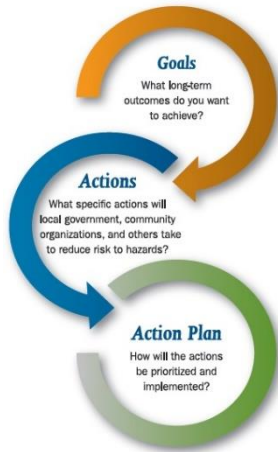 Goals
What long-term
outcomes do you want
to achieve?
Actions
What specific actions will
local government, community
organizations, and others take
to reduce risk to hazards?
Action Plan
How will the actions
be prioritized and
implemented?